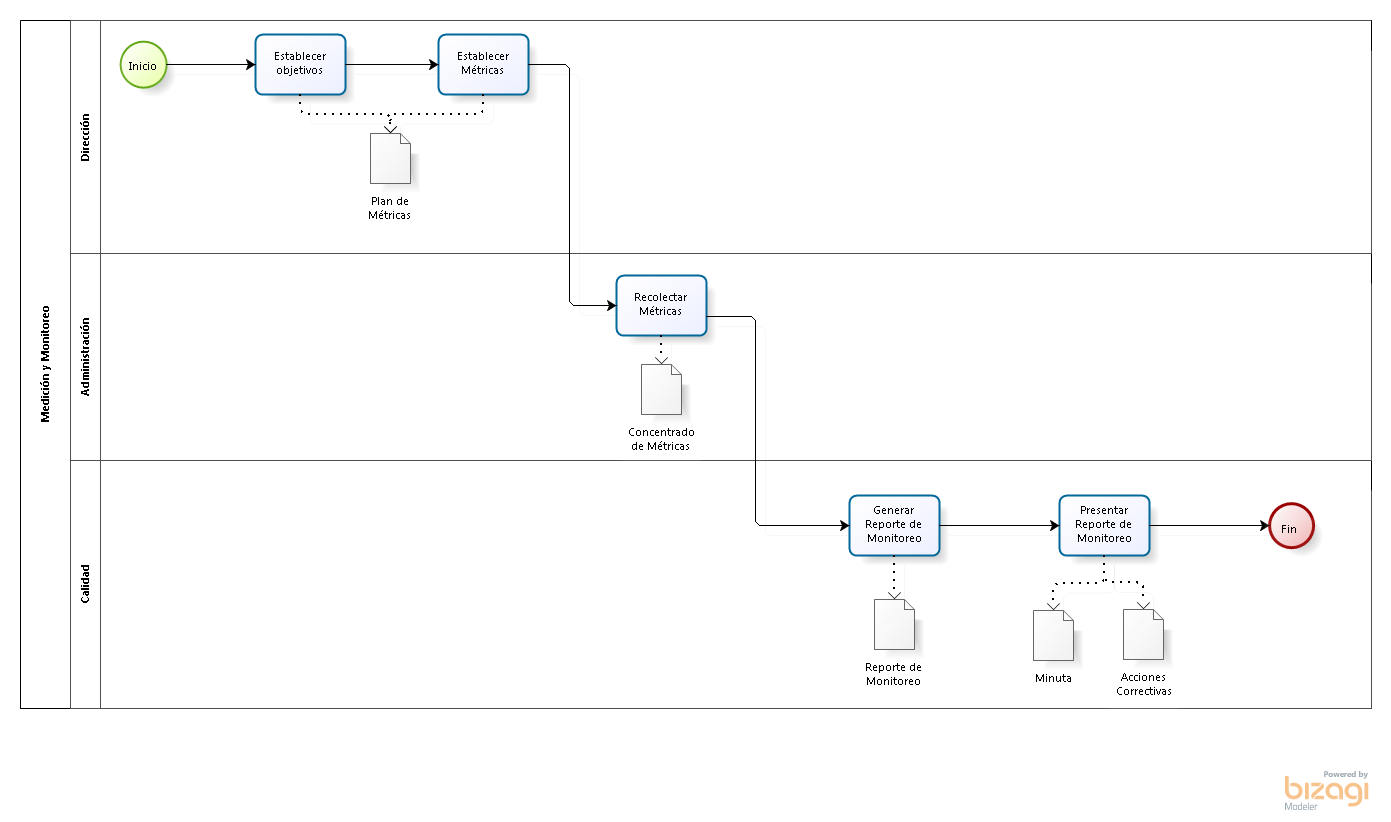 Medición y Monitoreo
Dirección
Inicio
Establecer
objetivos
Establecer
Métricas
Plan de
Métricas
Administración
Recolectar
Métricas
Concentrado
de Métricas
Calidad
Generar
Reporte de
Monitoreo
Presentar
Reporte de
Monitoreo
Fin
Reporte de
Monitoreo
Minuta
Acciones
Correctivas
Powered by
bizagi
Modeler